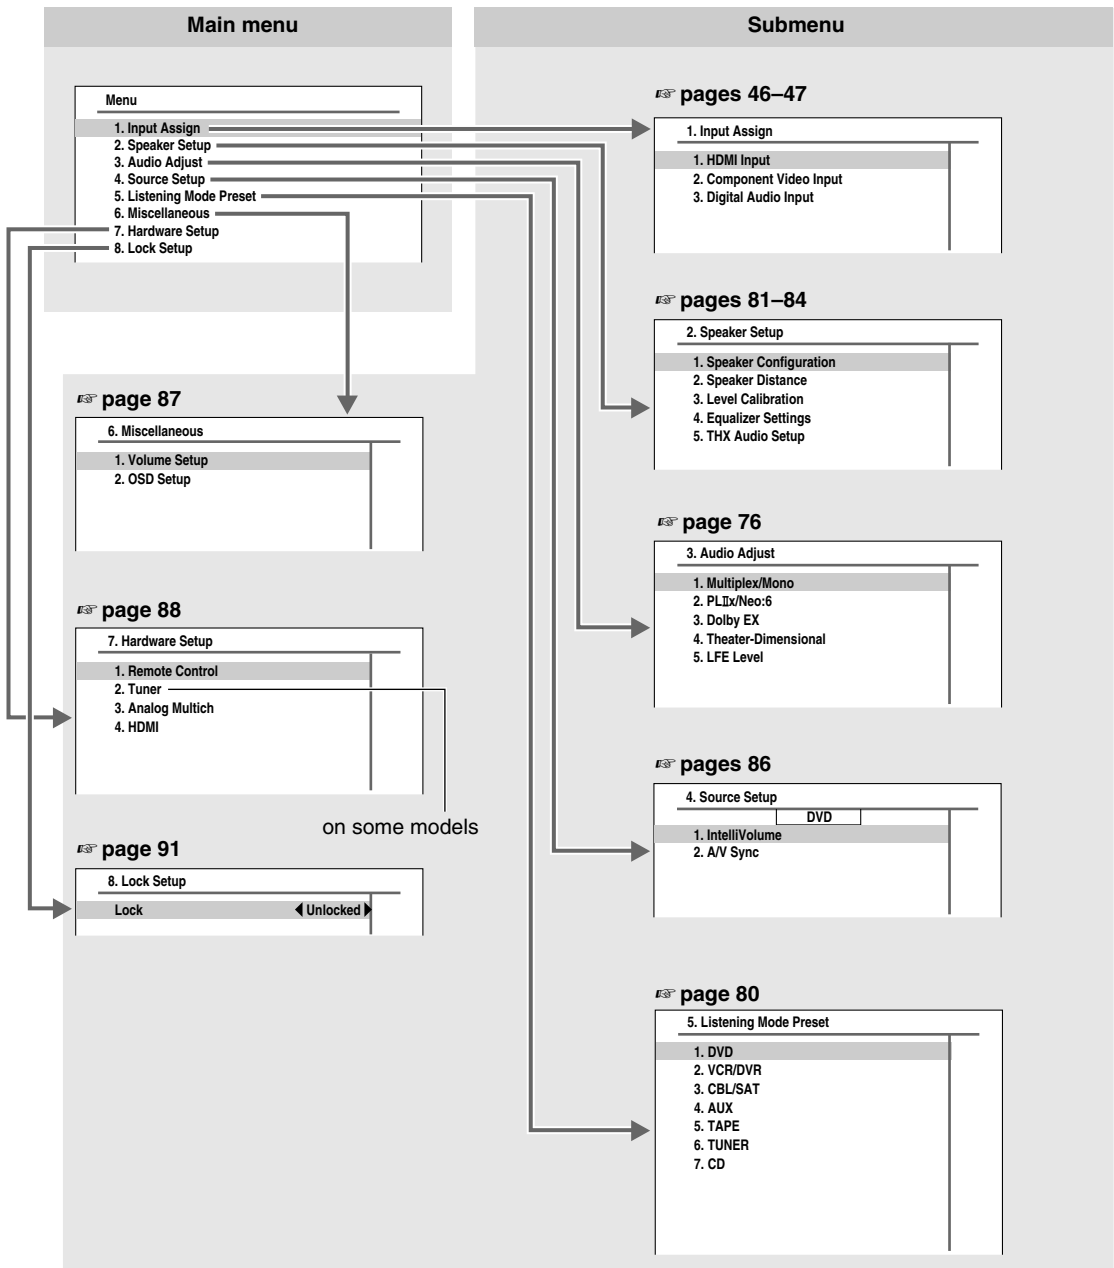 Main menu
Submenu
Menu
1. Input Assign
2. Speaker Setup
3. Audio Adjust
4. Source Setup
5. Listening Mode Preset
6. Miscellaneous
7. Hardware Setup
8. Lock Setup
☞ page 87
6. Miscellaneous
1. Volume Setup
2. OSD Setup
☞ page 88
7. Hardware Setup
1. Remote Control
2. Tuner
3. Analog Multich
4. HDMI
on some models
☞ page 91
8. Lock Setup
Lock
Unlocked
☞ pages 46–47
1. Input Assign
1. HDMI Input
2. Component Video Input
3. Digital Audio Input
☞ pages 81–84
2. Speaker Setup
1. Speaker Configuration
2. Speaker Distance
3. Level Calibration
4. Equalizer Settings
5. THX Audio Setup
☞ page 76
3. Audio Adjust
1. Multiplex/Mono
2. PLⅡx/Neo:6
3. Dolby EX
4. Theater-Dimensional
5. LFE Level
☞ pages 86
4. Source Setup
DVD
1. IntelliVolume
2. A/V Sync
☞ page 80
5. Listening Mode Preset
1. DVD
2. VCR/DVR
3. CBL/SAT
4. AUX
5. TAPE
6. TUNER
7. CD